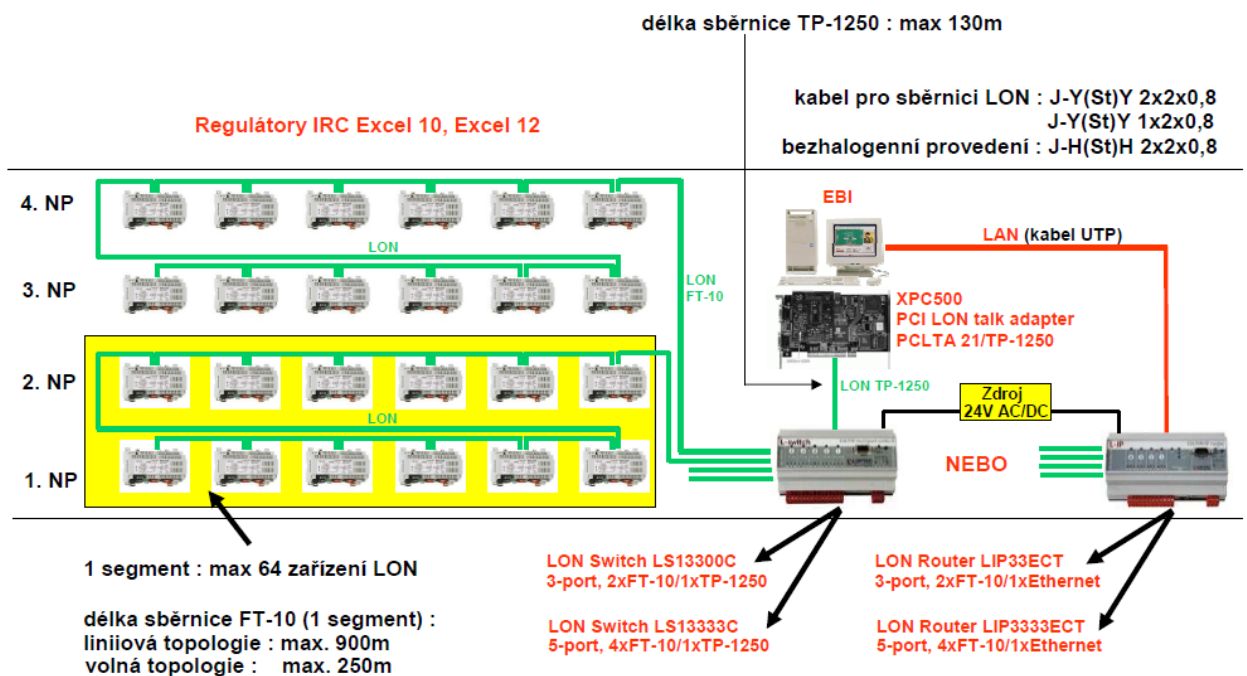 délka sběrnice TP-1250 : max 130m
kabel pro sběrnici LON : J-Y(St)Y 2x2x0,8
J-Y(St)Y 1x2x0,8
bezhalogenní provedení : J-H(St)H 2x2x0,8
Regulátory IRC Excel 10, Excel 12
4. NP
LON
3. NP
LON
FT-10
2. NP
LON
1. NP
EBI
LAN (kabel UTP)
XPC500
PCI LON talk adapter
PCLTA 21/TP-1250
LON TP-1250
Zdroj
24V AC/DC
L-switch
NEBO
L-IP
1 segment : max 64 zařízení LON
délka sběrnice FT-10 (1 segment) :
liniiová topologie : max. 900m
volná topologie : max. 250m
LON Switch LS13300C
3-port, 2xFT-10/1xTP-1250
LON Switch LS13333C
5-port, 4xFT-10/1xTP-1250
LON Router LIP33ECT
3-port, 2xFT-10/1xEthernet
LON Router LIP3333ECT
5-port, 4xFT-10/1xEthernet